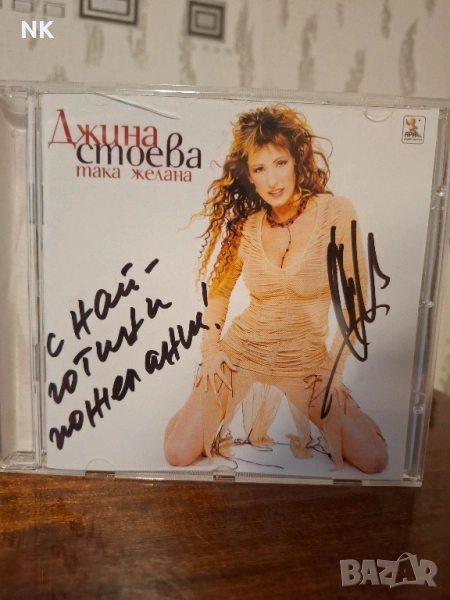 NK
Джина
стоева
така желана
с най-
готини
пожелания!
BAZAR